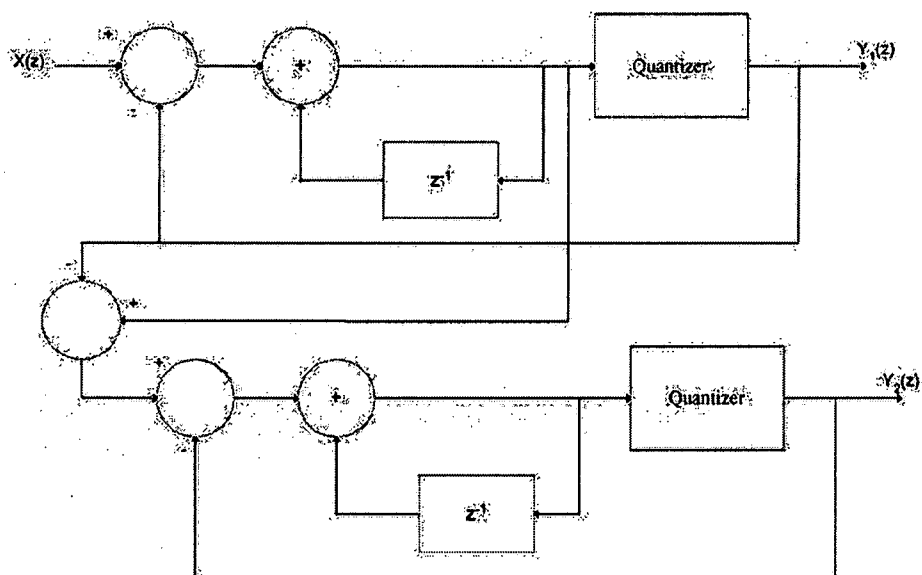 +
X(z)
+
Quantizer
Y₁(z)
-
z⁻¹
-
+
+
+
Quantizer
Y₂(z)
-
z⁻¹